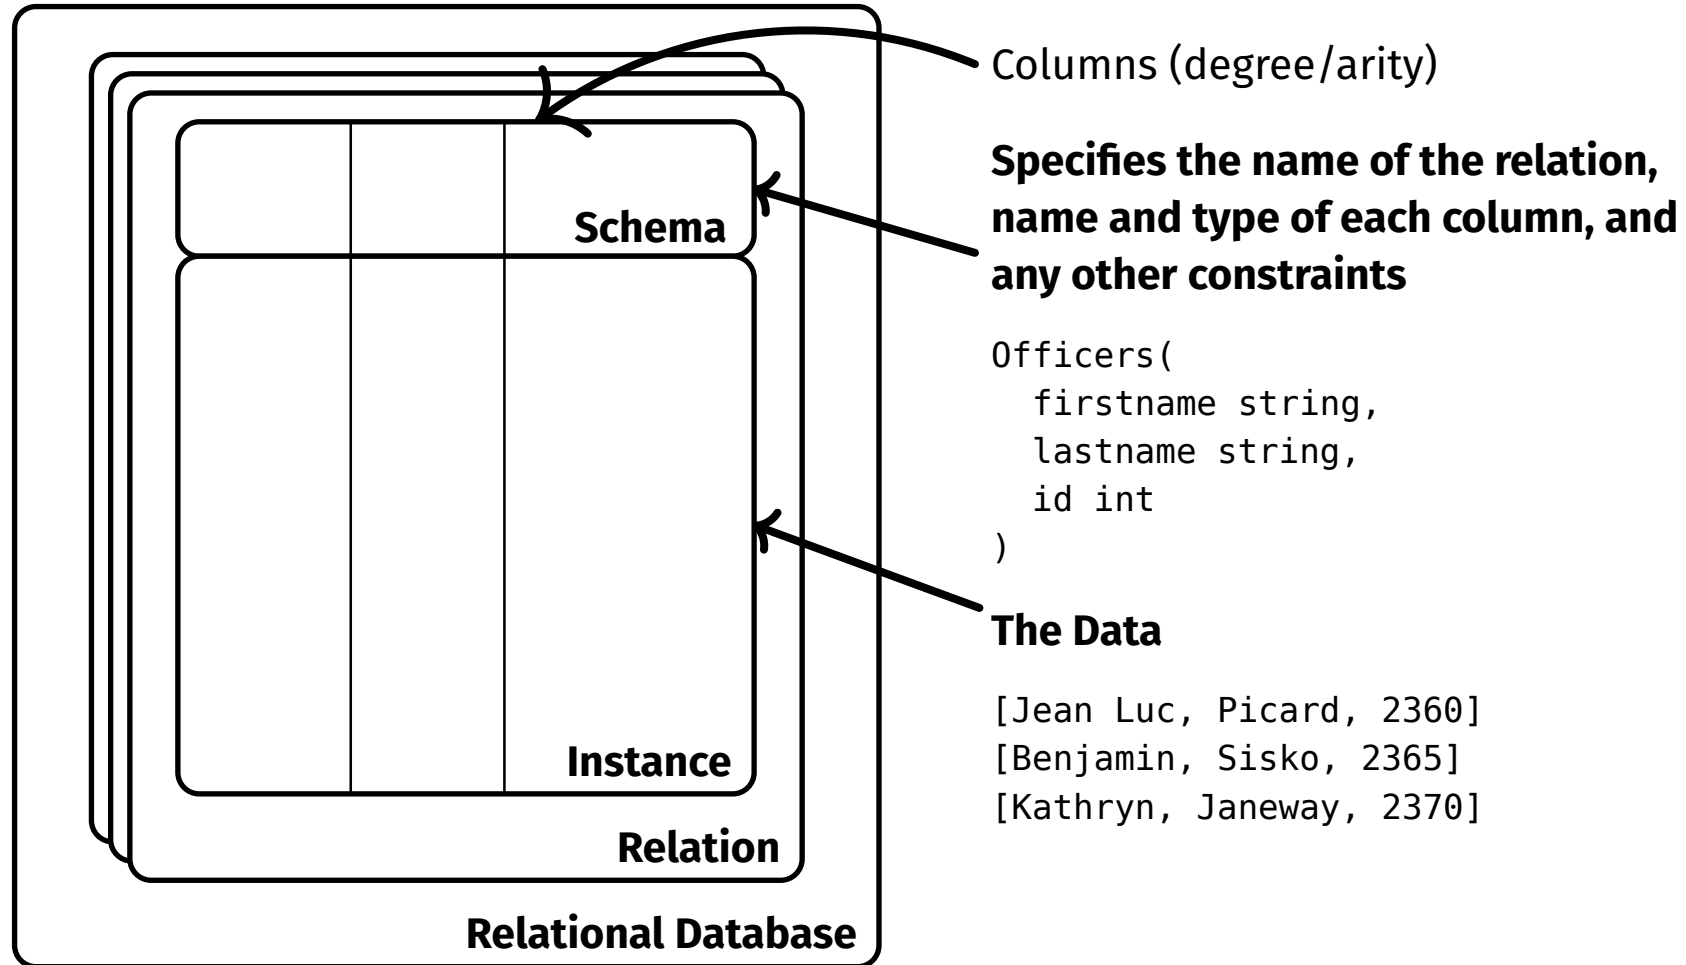 Columns (degree/arity)
Specifies the name of the relation,
name and type of each column, and
any other constraints
Schema
Officers(
  firstname string,
  lastname string,
  id int
)
The Data
[Jean Luc, Picard, 2360]
[Benjamin, Sisko, 2365]
[Kathryn, Janeway, 2370]
Instance
Relation
Relational Database